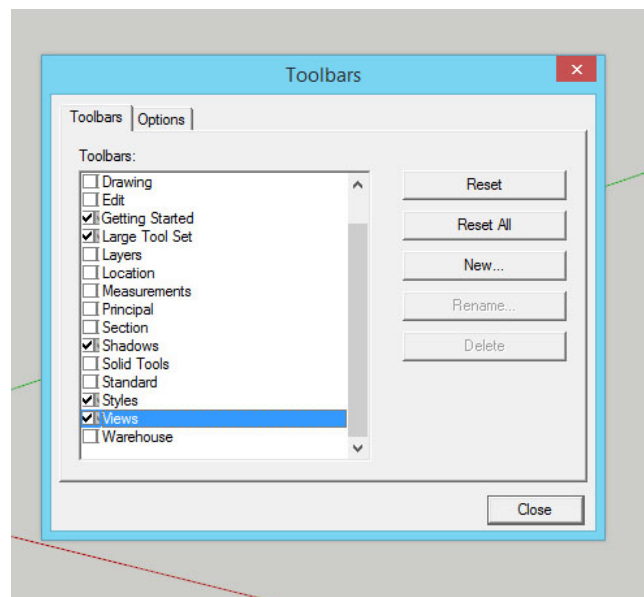 Toolbars
Toolbars Options
Toolbars:
Drawing
Edit
Getting Started
Large Tool Set
Layers
Location
Measurements
Principal
Section
Shadows
Solid Tools
Standard
Styles
Views
Warehouse
Reset
Reset All
New...
Rename...
Delete
Close